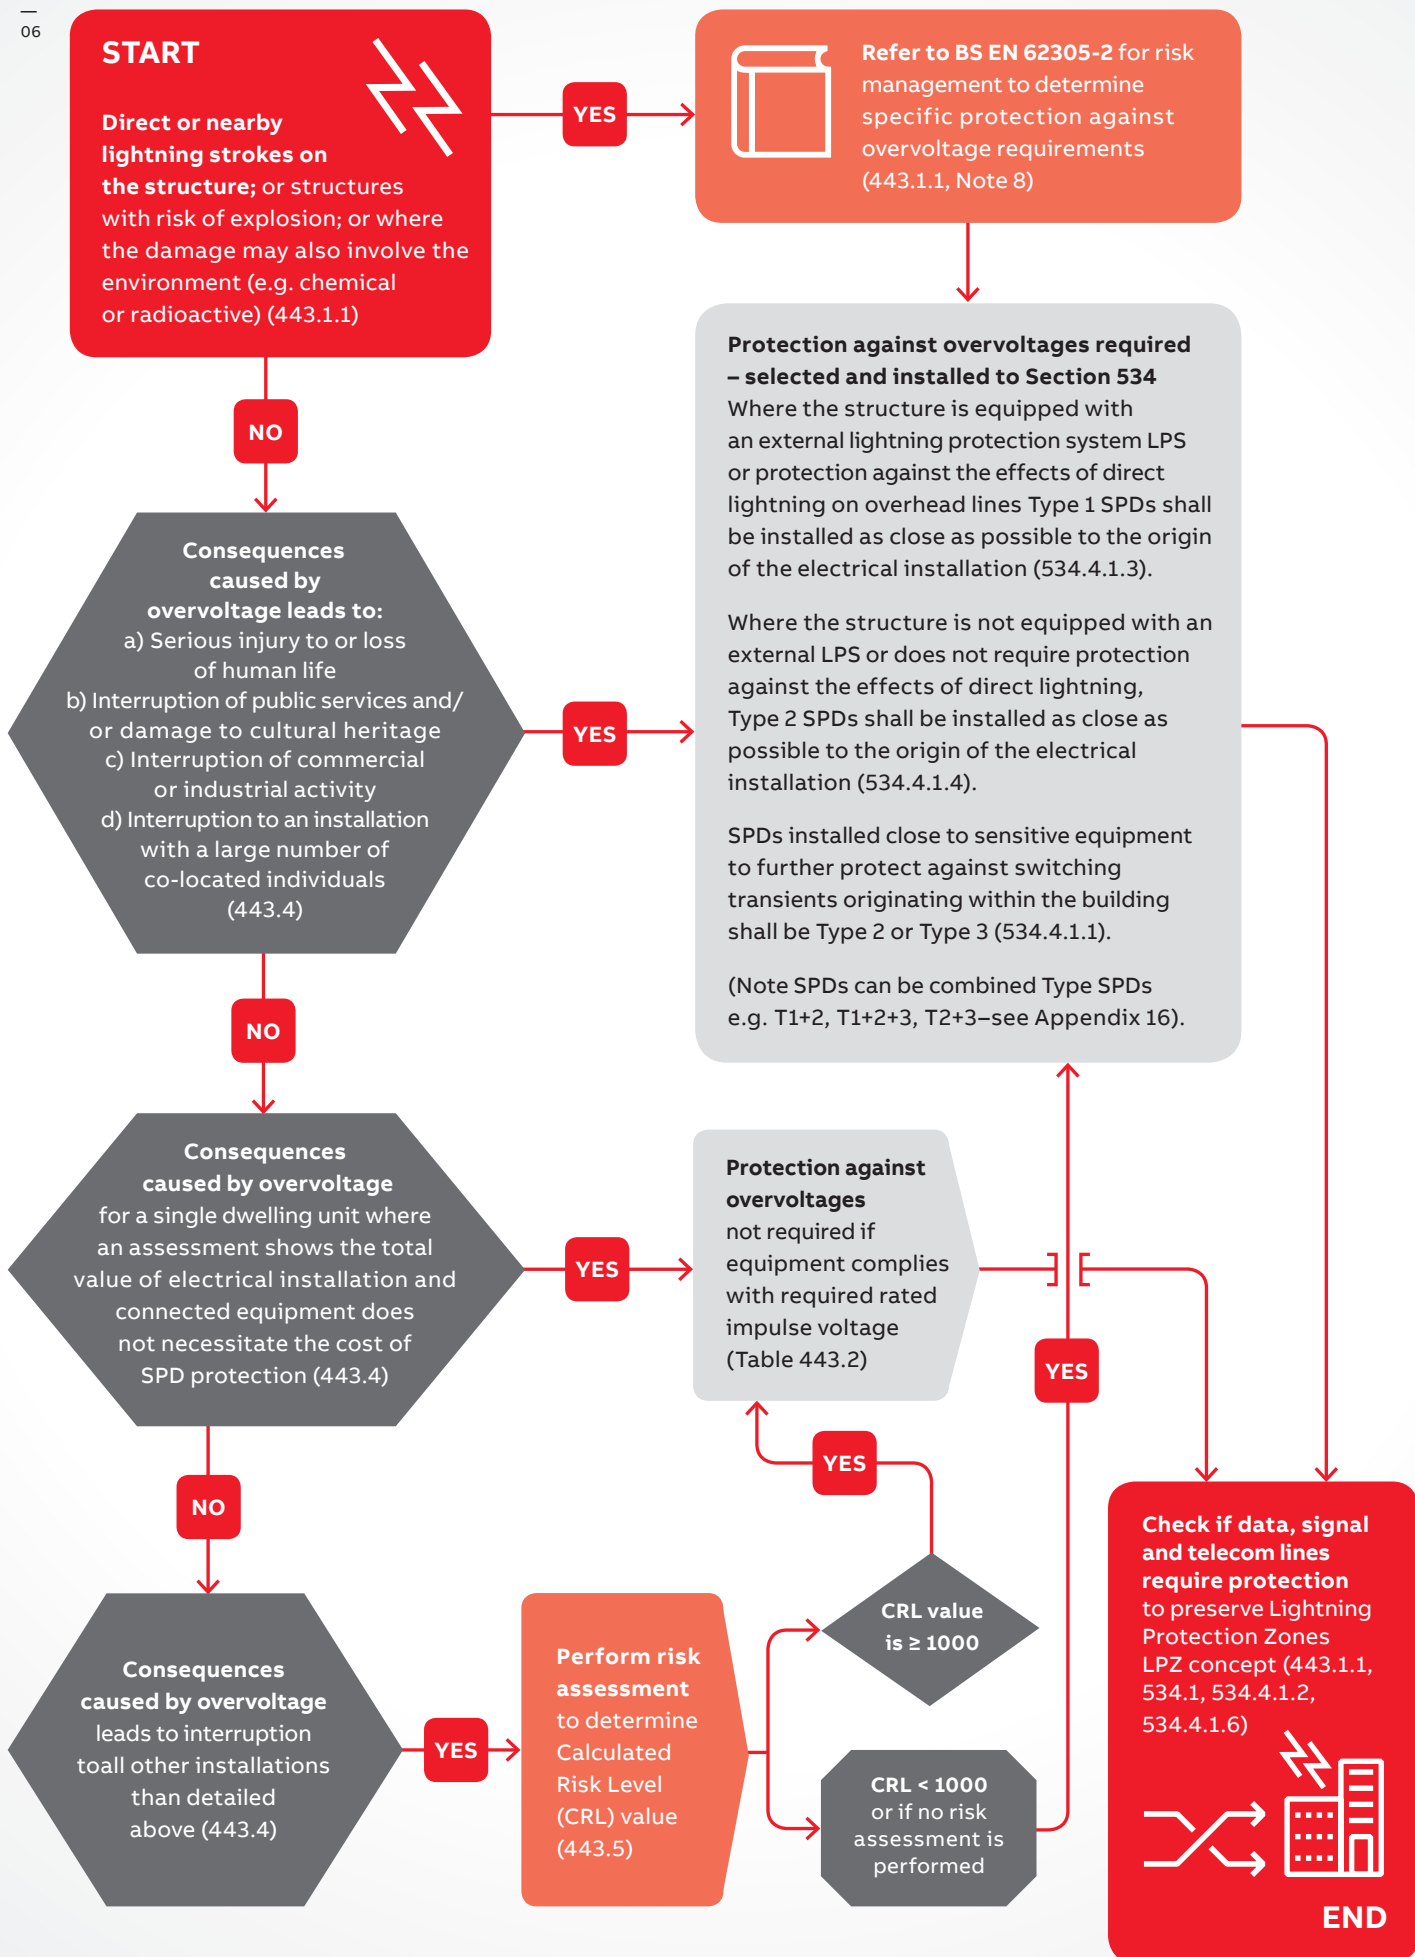 06
START
Direct or nearby
lightning strokes on
the structure; or structures
with risk of explosion; or where
the damage may also involve the
environment (e.g. chemical
or radioactive) (443.1.1)
YES
Refer to BS EN 62305-2 for risk
management to determine
specific protection against
overvoltage requirements
(443.1.1, Note 8)
NO
Consequences
caused by
overvoltage leads to:
a) Serious injury to or loss
of human life
b) Interruption of public services and/
or damage to cultural heritage
c) Interruption of commercial
or industrial activity
d) Interruption to an installation
with a large number of
co-located individuals
(443.4)
YES
Protection against overvoltages required
– selected and installed to Section 534
Where the structure is equipped with
an external lightning protection system LPS
or protection against the effects of direct
lightning on overhead lines Type 1 SPDs shall
be installed as close as possible to the origin
of the electrical installation (534.4.1.3).
Where the structure is not equipped with an
external LPS or does not require protection
against the effects of direct lightning,
Type 2 SPDs shall be installed as close as
possible to the origin of the electrical
installation (534.4.1.4).
SPDs installed close to sensitive equipment
to further protect against switching
transients originating within the building
shall be Type 2 or Type 3 (534.4.1.1).
(Note SPDs can be combined Type SPDs
e.g. T1+2, T1+2+3, T2+3–see Appendix 16).
NO
Consequences
caused by overvoltage
for a single dwelling unit where
an assessment shows the total
value of electrical installation and
connected equipment does
not necessitate the cost of
SPD protection (443.4)
YES
Protection against
overvoltages
not required if
equipment complies
with required rated
impulse voltage
(Table 443.2)
YES
YES
NO
Consequences
caused by overvoltage
leads to interruption
toall other installations
than detailed
above (443.4)
YES
Perform risk
assessment
to determine
Calculated
Risk Level
(CRL) value
(443.5)
CRL value
is ≥ 1000
CRL < 1000
or if no risk
assessment is
performed
Check if data, signal
and telecom lines
require protection
to preserve Lightning
Protection Zones
LPZ concept (443.1.1,
534.1, 534.4.1.2,
534.4.1.6)
END